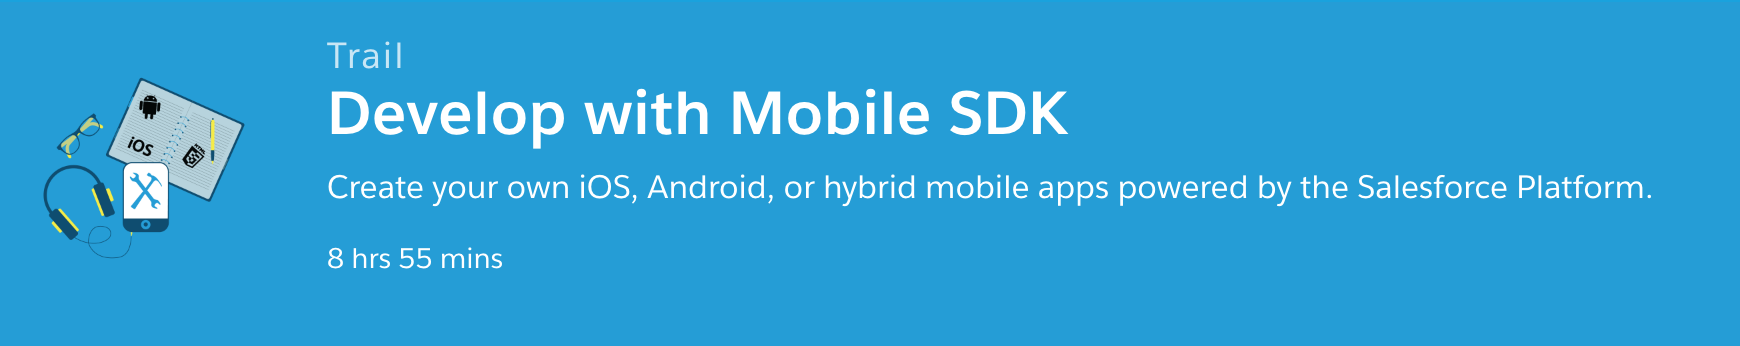 Trail
Develop with Mobile SDK
Create your own iOS, Android, or hybrid mobile apps powered by the Salesforce Platform.
8 hrs 55 mins
iOS